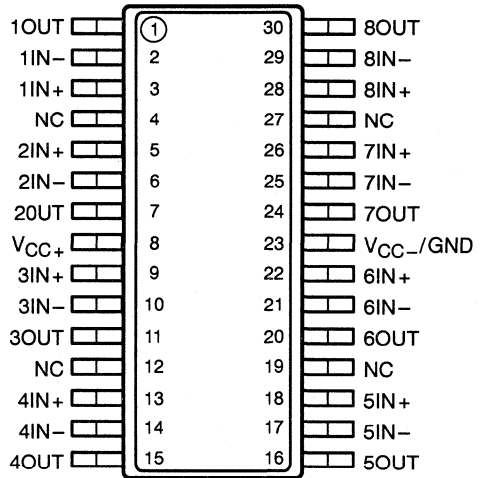 1OUT 1 30 8OUT
1IN− 2 29 8IN−
1IN+ 3 28 8IN+
NC 4 27 NC
2IN+ 5 26 7IN+
2IN− 6 25 7IN−
2OUT 7 24 7OUT
VCC+ 8 23 VCC−/GND
3IN+ 9 22 6IN+
3IN− 10 21 6IN−
3OUT 11 20 6OUT
NC 12 19 NC
4IN+ 13 18 5IN+
4IN− 14 17 5IN−
4OUT 15 16 5OUT